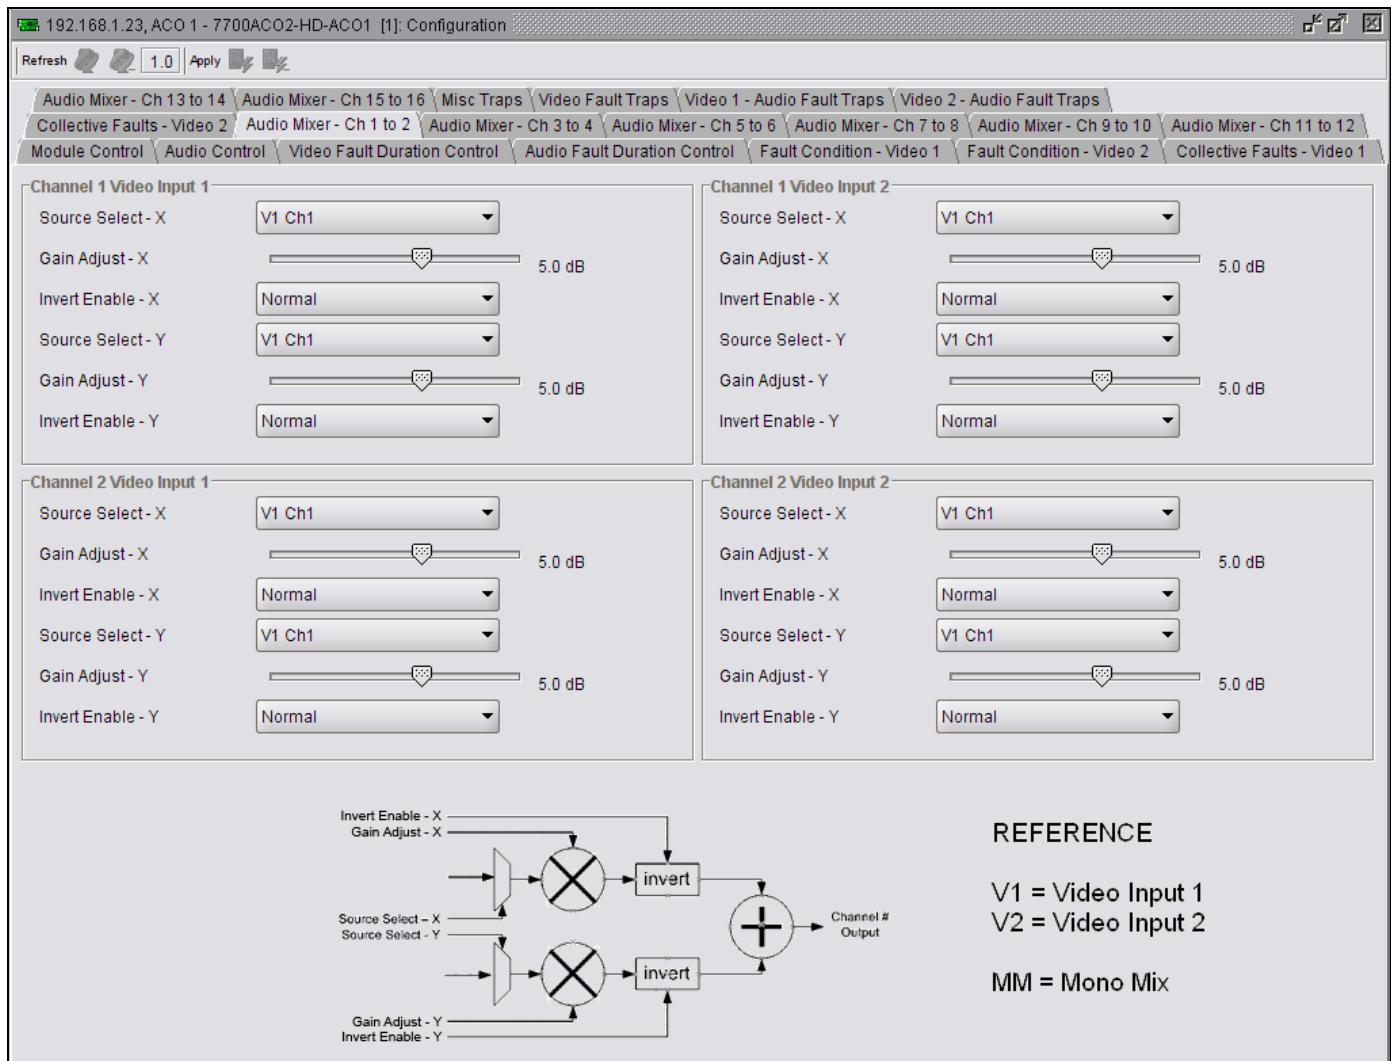 192.168.1.23, ACO 1 - 7700ACO2-HD-ACO1 [1]: Configuration
Refresh 1.0 Apply
Audio Mixer - Ch 13 to 14 Audio Mixer - Ch 15 to 16 Misc Traps Video Fault Traps Video 1 - Audio Fault Traps Video 2 - Audio Fault Traps
Collective Faults - Video 2 Audio Mixer - Ch 1 to 2 Audio Mixer - Ch 3 to 4 Audio Mixer - Ch 5 to 6 Audio Mixer - Ch 7 to 8 Audio Mixer - Ch 9 to 10 Audio Mixer - Ch 11 to 12
Module Control Audio Control Video Fault Duration Control Audio Fault Duration Control Fault Condition - Video 1 Fault Condition - Video 2 Collective Faults - Video 1
Channel 1 Video Input 1
Source Select - X V1 Ch1
Gain Adjust - X 5.0 dB
Invert Enable - X Normal
Source Select - Y V1 Ch1
Gain Adjust - Y 5.0 dB
Invert Enable - Y Normal
Channel 1 Video Input 2
Source Select - X V1 Ch1
Gain Adjust - X 5.0 dB
Invert Enable - X Normal
Source Select - Y V1 Ch1
Gain Adjust - Y 5.0 dB
Invert Enable - Y Normal
Channel 2 Video Input 1
Source Select - X V1 Ch1
Gain Adjust - X 5.0 dB
Invert Enable - X Normal
Source Select - Y V1 Ch1
Gain Adjust - Y 5.0 dB
Invert Enable - Y Normal
Channel 2 Video Input 2
Source Select - X V1 Ch1
Gain Adjust - X 5.0 dB
Invert Enable - X Normal
Source Select - Y V1 Ch1
Gain Adjust - Y 5.0 dB
Invert Enable - Y Normal
Invert Enable - X
Gain Adjust - X
invert
Source Select – X
Source Select - Y
Channel #
Output
invert
Gain Adjust - Y
Invert Enable - Y
REFERENCE
V1 = Video Input 1
V2 = Video Input 2
MM = Mono Mix